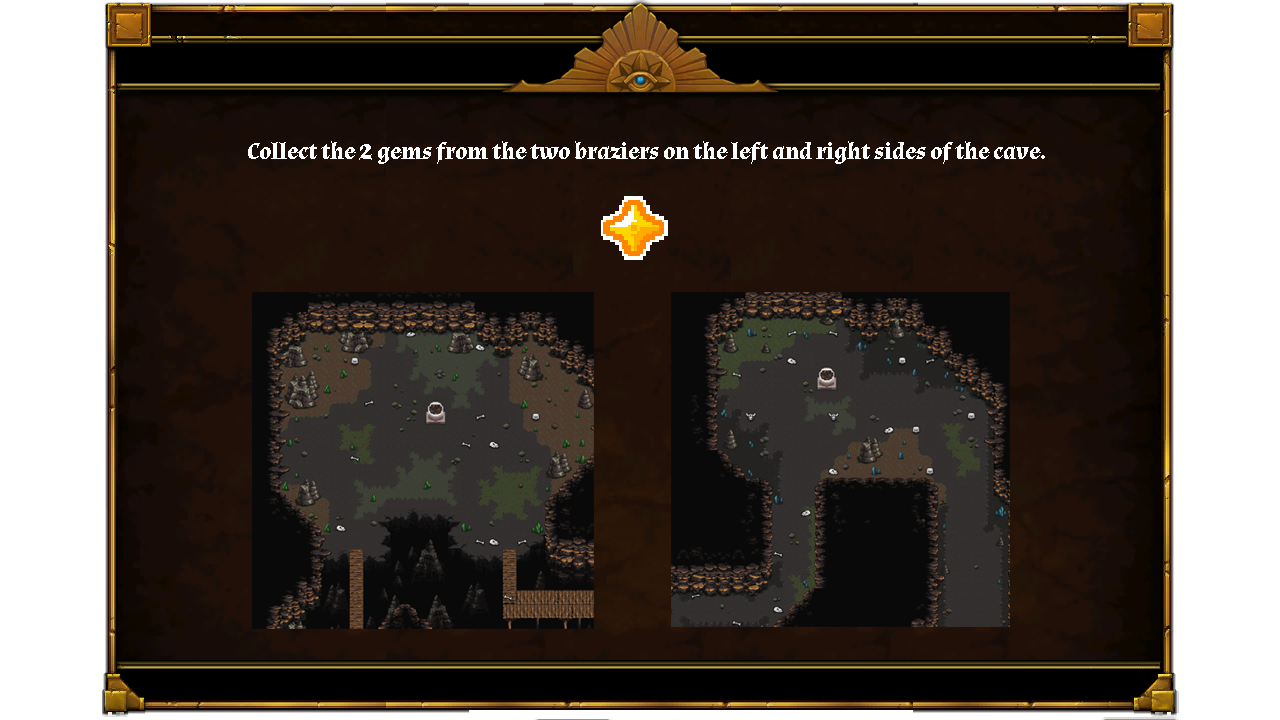 Collect the 2 gems from the two braziers on the left and right sides of the cave.